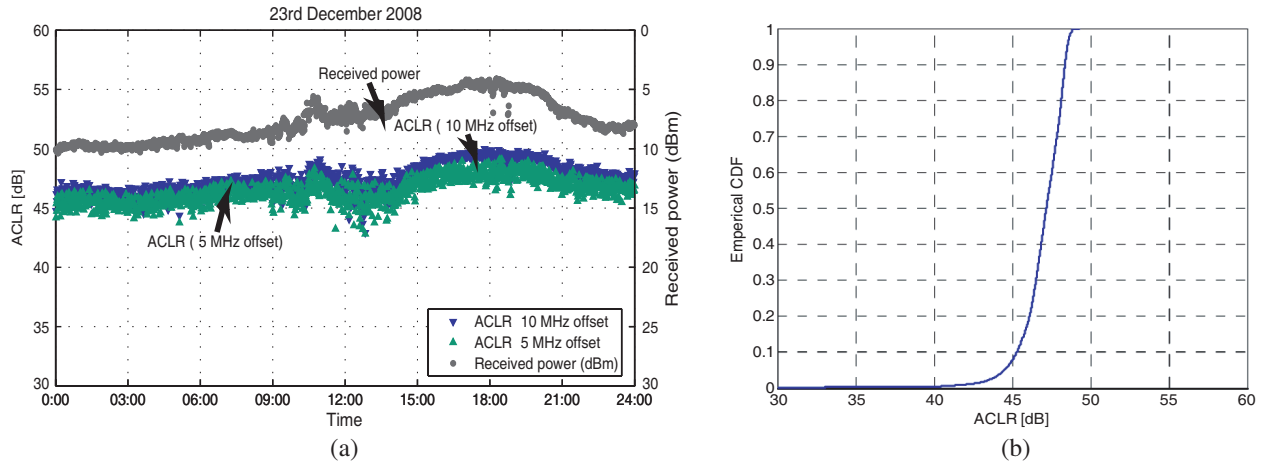 23rd December 2008
60
55
50
45
40
35
30
ACLR [dB]
0
5
10
15
20
25
30
Received power (dBm)
Received power
ACLR ( 10 MHz offset)
ACLR ( 5 MHz offset)
ACLR 10 MHz offset
ACLR 5 MHz offset
Received power (dBm)
0:00 03:00 06:00 09:00 12:00 15:00 18:00 21:00 24:00
Time
(a)
1
0.9
0.8
0.7
0.6
0.5
0.4
0.3
0.2
0.1
0
Emperical CDF
30 35 40 45 50 55 60
ACLR [dB]
(b)